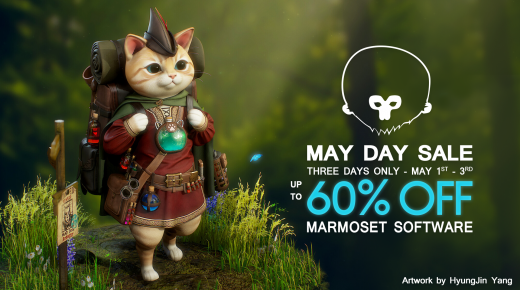 MAY DAY SALE
THREE DAYS ONLY - MAY 1ST - 3RD
UP TO 60% OFF
MARMOSET SOFTWARE
Artwork by HyungJin Yang